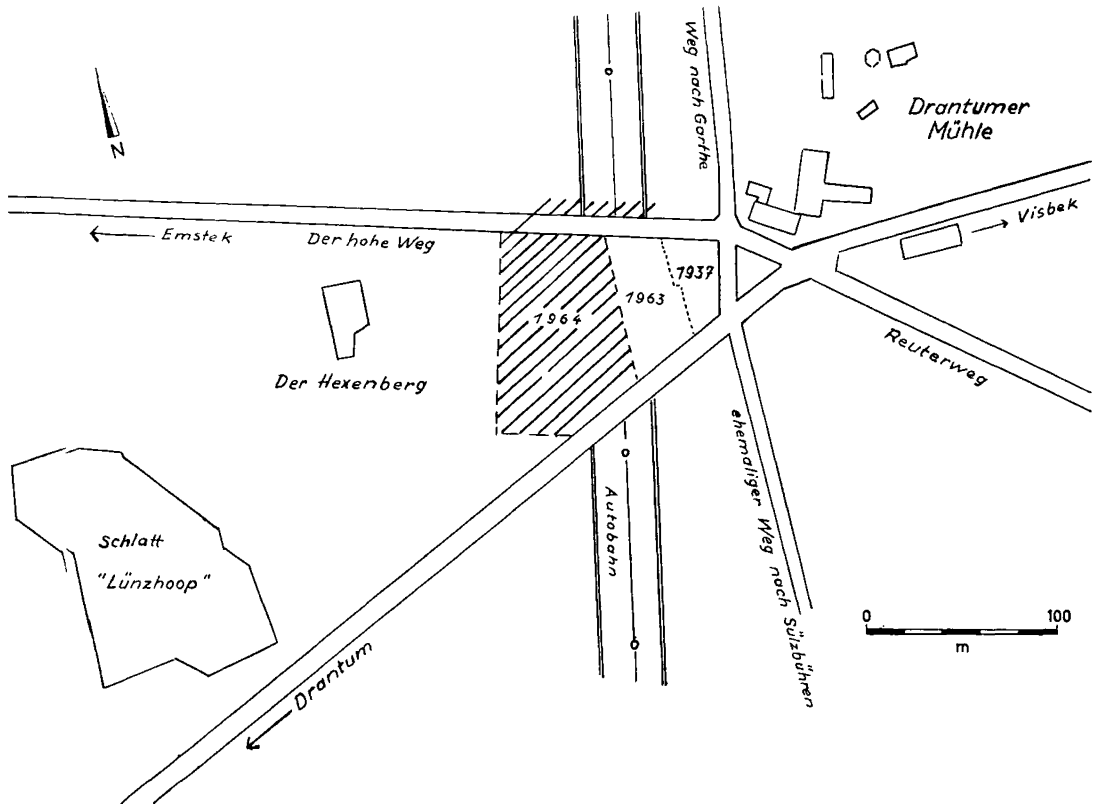 Weg nach Garthe
Drantumer
Mühle
N
Visbek
Emstek
Der hohe Weg
1937
1963
1964
Reuterweg
Der Hexenberg
ehemaliger Weg nach Sülzbühren
Autobahn
Schlatt
"Lünzhoop"
0 100
m
Drantum